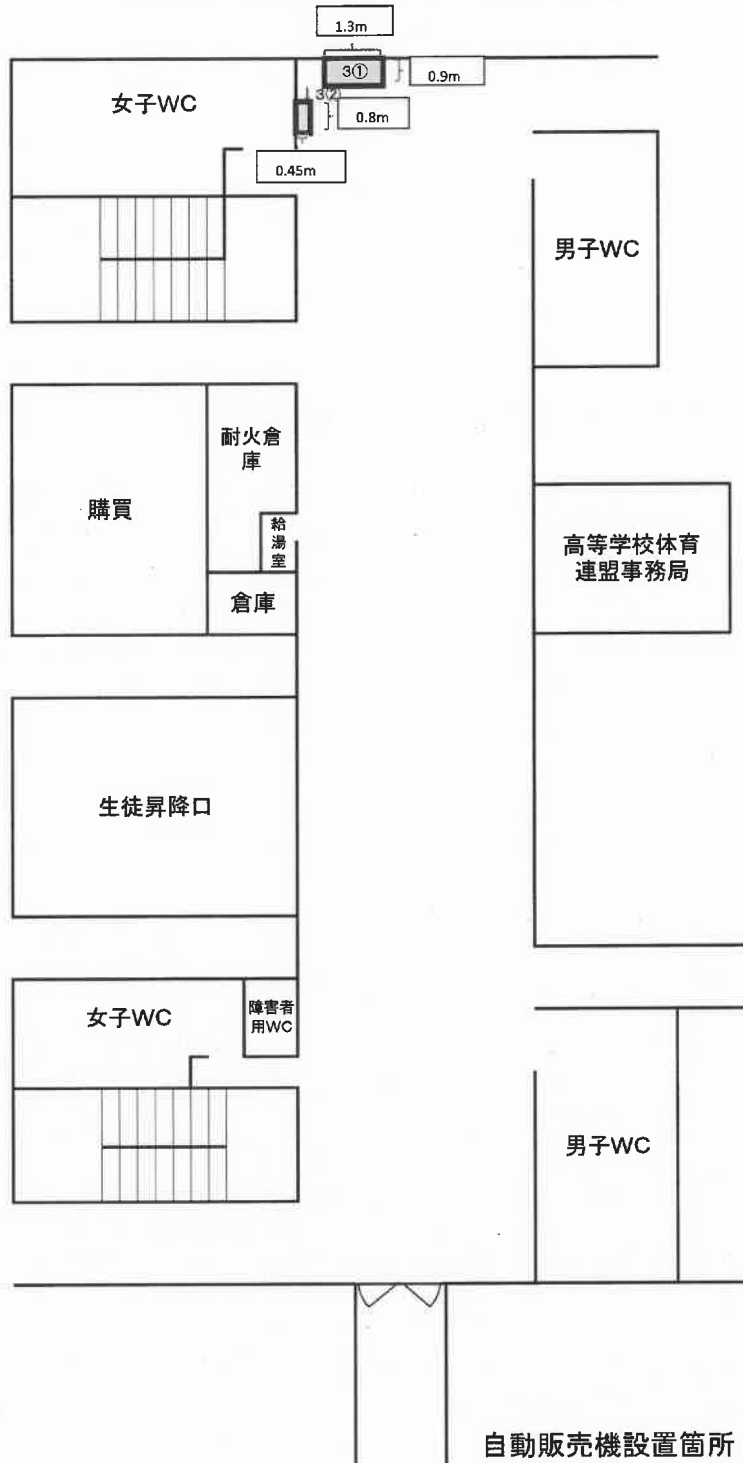 1.3m
3①
0.9m
女子WC
3②
0.8m
0.45m
男子WC
耐火倉
庫
購買
給
湯
室
高等学校体育
連盟事務局
倉庫
生徒昇降口
女子WC
障害者
用WC
男子WC
自動販売機設置箇所